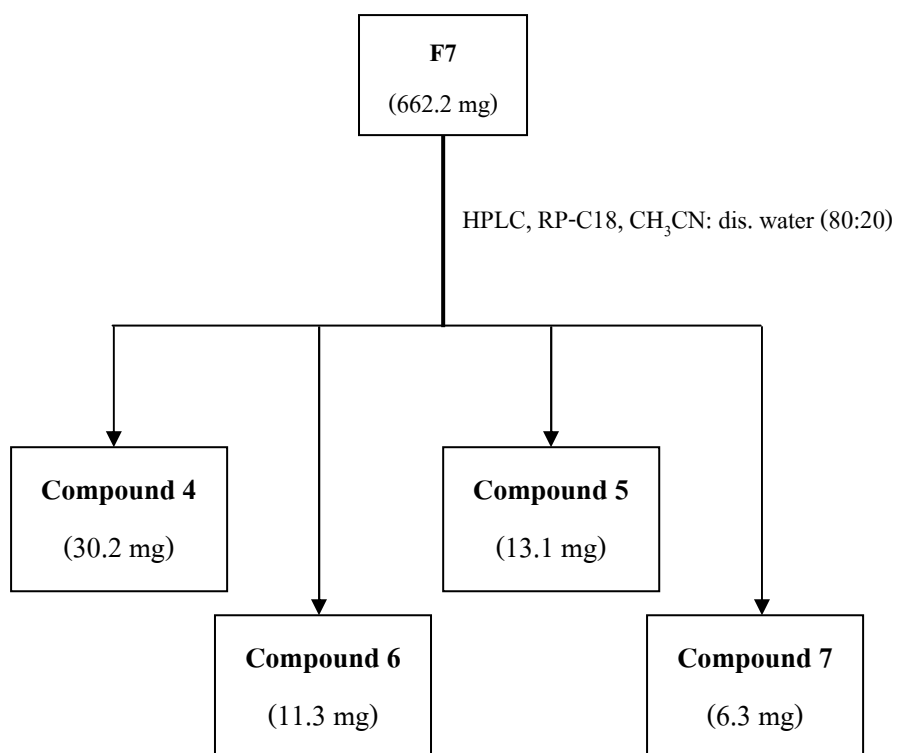 F7
(662.2 mg)
HPLC, RP-C18, CH₃CN: dis. water (80:20)
Compound 4
(30.2 mg)
Compound 5
(13.1 mg)
Compound 6
(11.3 mg)
Compound 7
(6.3 mg)